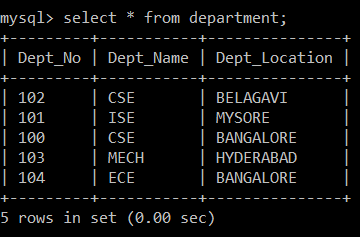 mysql> select * from department;
+---------+-----------+---------------+
| Dept_No | Dept_Name | Dept_Location |
+---------+-----------+---------------+
| 102     | CSE       | BELAGAVI      |
| 101     | ISE       | MYSORE        |
| 100     | CSE       | BANGALORE     |
| 103     | MECH      | HYDERABAD     |
| 104     | ECE       | BANGALORE     |
+---------+-----------+---------------+
5 rows in set (0.00 sec)